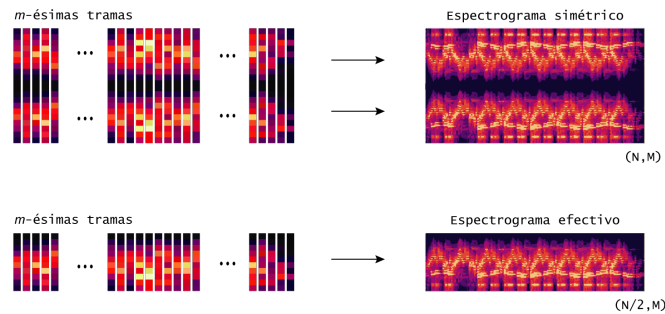 m-ésimas tramas
Espectrograma simétrico
(N,M)
m-ésimas tramas
Espectrograma efectivo
(N/2,M)